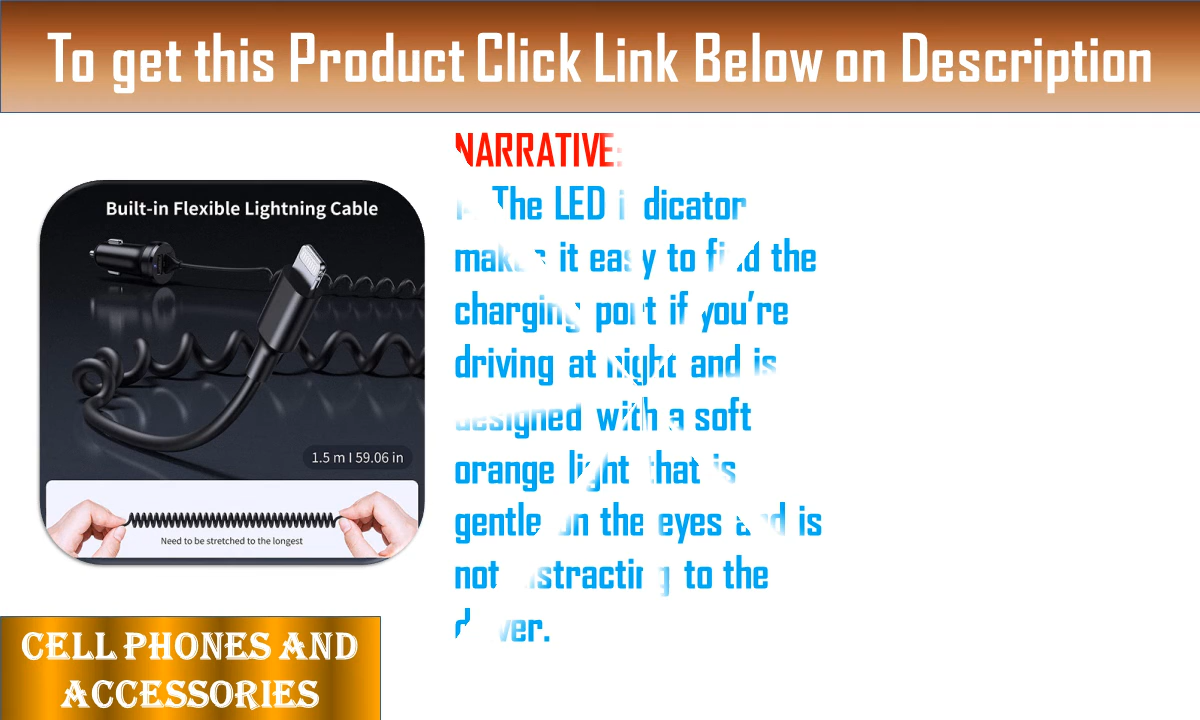 To get this Product Click Link Below on Description
NARRATIVE:
The LED indicator
makes it easy to find the
charging port if you're
driving at night and is
designed with a soft
orange light that is
gentle on the eyes and is
not distracting to the
driver.
Built-in Flexible Lightning Cable
1.5 m I 59.06 in
Need to be stretched to the longest
CELL PHONES AND
ACCESSORIES